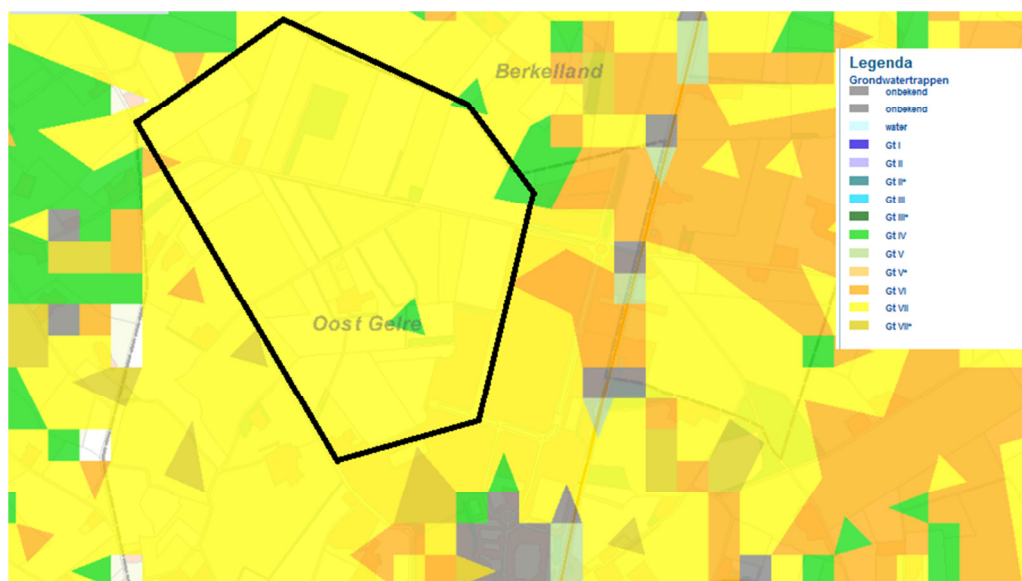 Berkelland
Oost Gelre
Legenda
Grondwatertrappen
onbekend
onbekend
water
Gt I
Gt II
Gt II*
Gt III
Gt III*
Gt IV
Gt V
Gt V*
Gt VI
Gt VII
Gt VII*